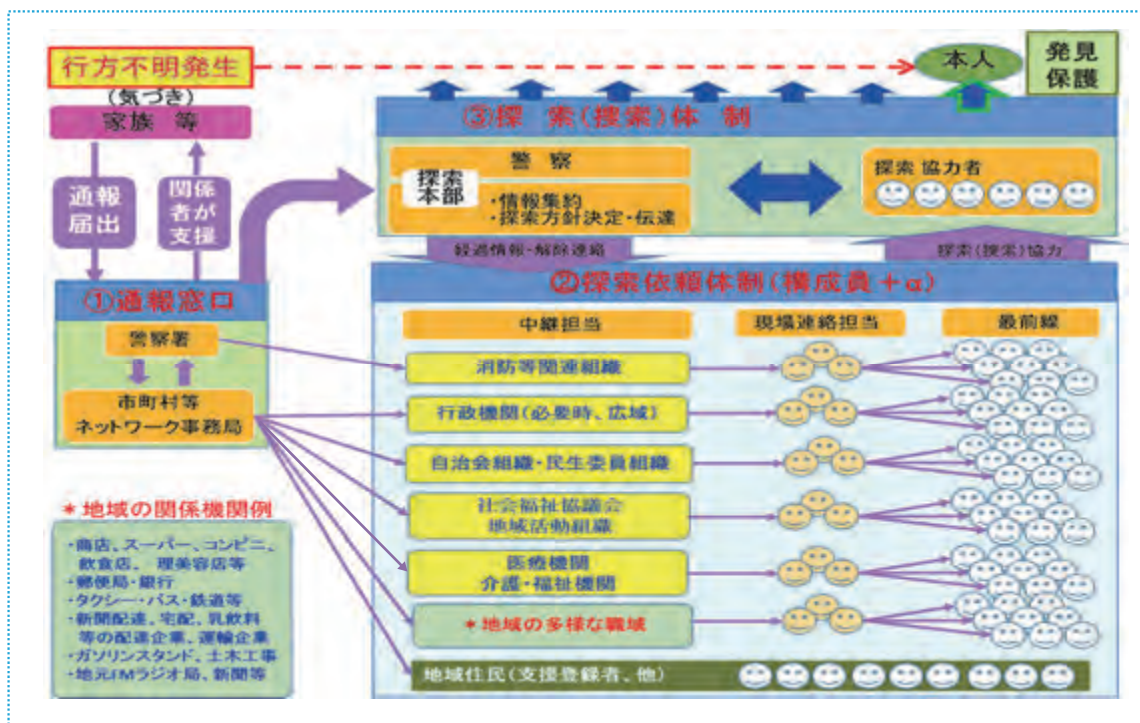 行方不明発生
(気づき)
家族 等
通報
届出
関係
者が
支援
①通報窓口
警察署
市町村等
ネットワーク事務局
本人
発見
保護
③探 索(捜索)体 制
警 察
探索
本部
・情報集約
・探索方針決定・伝達
探索 協力者
経過情報・解除連絡
探索(捜索)協力
②探索依頼体制(構成員+α)
中継担当
現場連絡担当
最前線
消防等関連組織
行政機関(必要時、広域)
自治会組織・民生委員組織
社会福祉協議会
地域活動組織
医療機関
介護・福祉機関
*地域の多様な職域
地域住民(支援登録者、他)
*地域の関係機関例
・商店、スーパー、コンビニ、
飲食店、理美容店等
・郵便局・銀行
・タクシー・バス・鉄道等
・新聞配達、宅配、乳飲料
等の配達企業、運輸企業
・ガソリンスタンド、土木工事
・地元FMラジオ局、新聞等